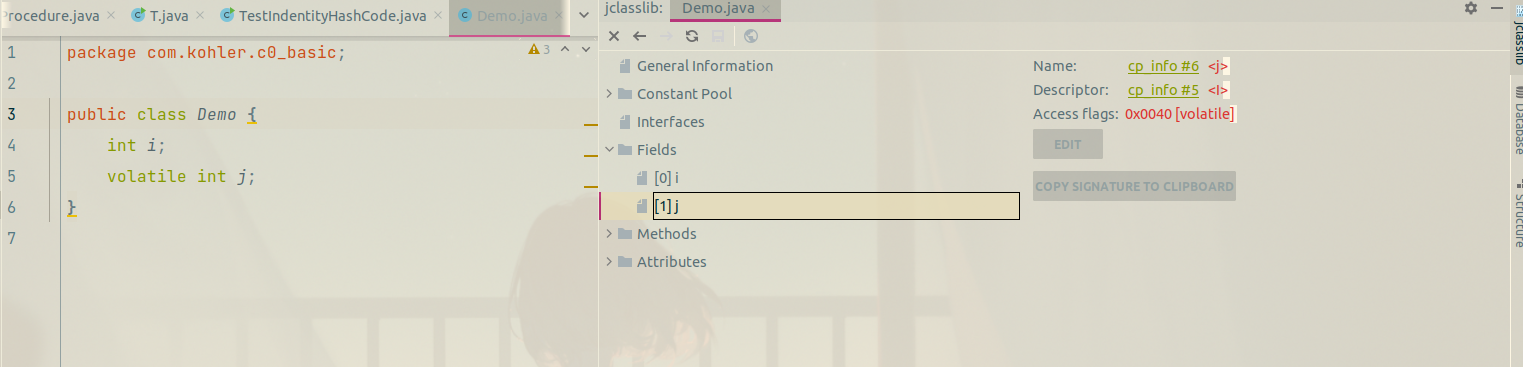 rocedure.java × T.java × TestIndentityHashCode.java × Demo.java ×
1 package com.kohler.c0_basic; 3
2
3 public class Demo {
4 int i;
5 volatile int j;
6 }
7
jclasslib: Demo.java ×
General Information
Constant Pool
Interfaces
Fields
[0] i
[1] j
Methods
Attributes
Name: cp_info #6 <j>
Descriptor: cp_info #5 <I>
Access flags: 0x0040 [volatile]
EDIT
COPY SIGNATURE TO CLIPBOARD
jclasslib
Database
Structure